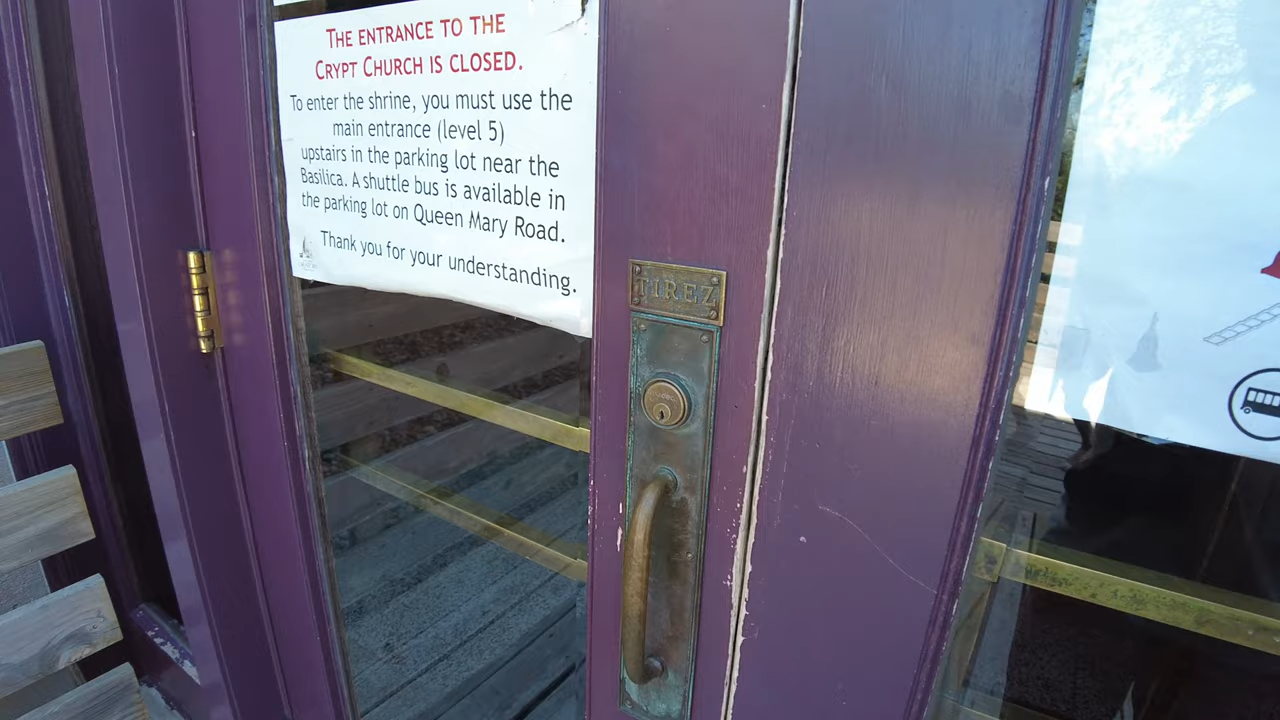 THE ENTRANCE TO THE
CRYPT CHURCH IS CLOSED.
To enter the shrine, you must use the
main entrance (level 5)
upstairs in the parking lot near the
Basilica. A shuttle bus is available in
the parking lot on Queen Mary Road.
Thank you for your understanding.
TIREZ